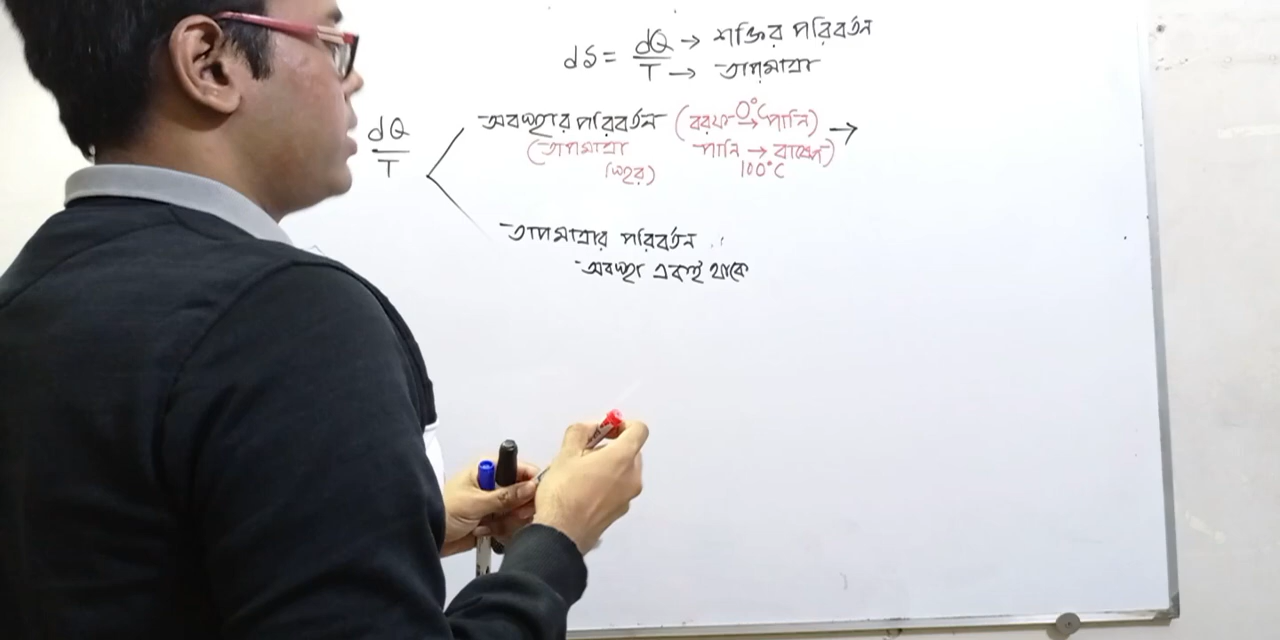 dS = dQ/T → শক্তির পরিবর্তন
→ তাপমাত্রা
dQ/T
অবস্থার পরিবর্তন (বরফ 0°C→ পানি) →
(তাপমাত্রা স্থির) পানি → বাষ্প)
100°C
তাপমাত্রার পরিবর্তন
অবস্থা একই থাকে